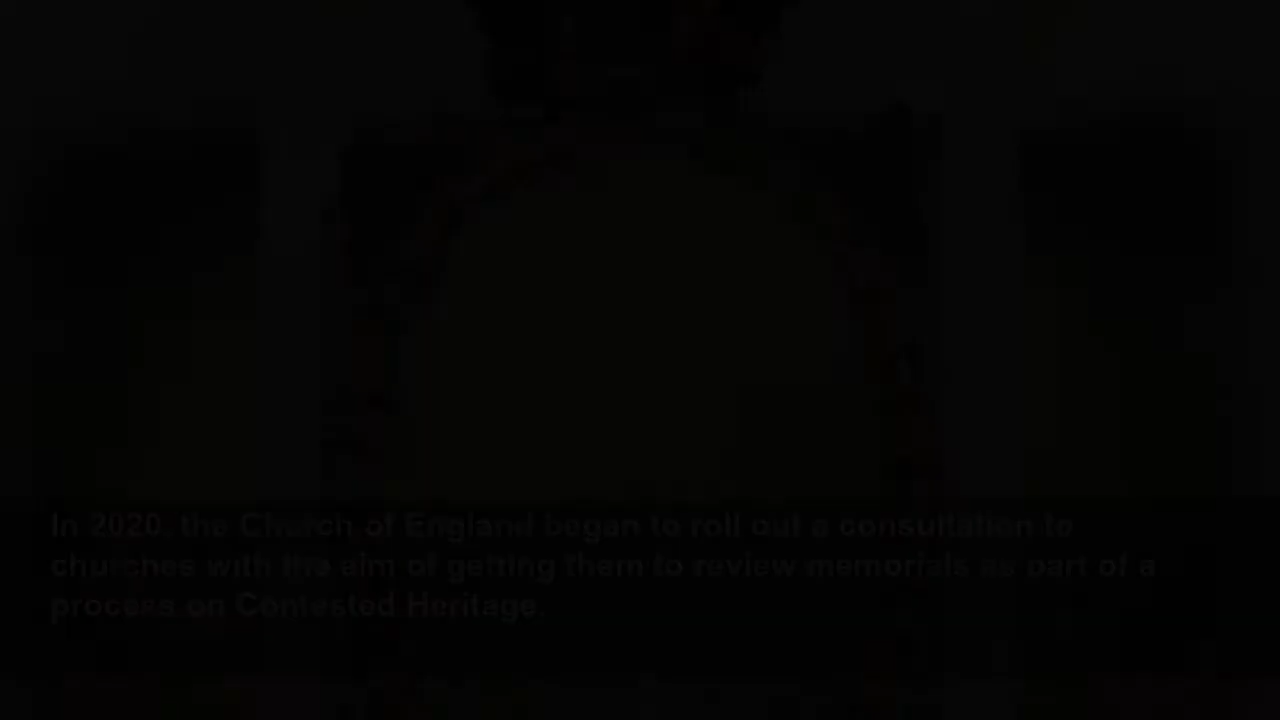 In 2020, the Church of England began to roll out a consultation to
churches with the aim of getting them to review memorials as part of a
process on Contested Heritage.